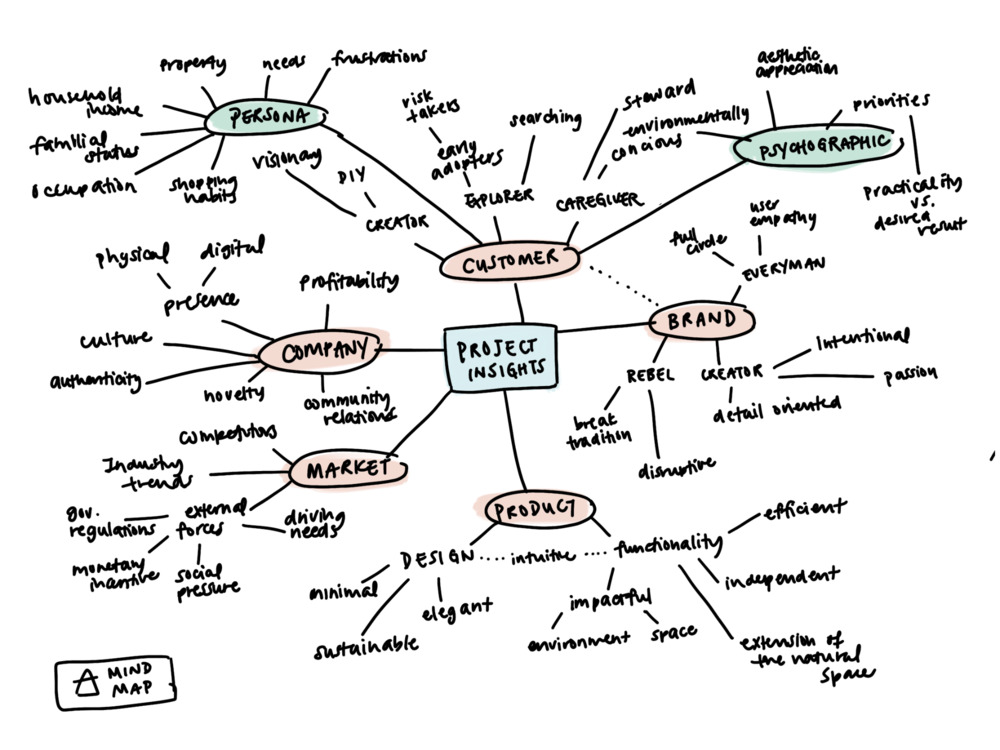 property
needs
frustrations
household
income
PERSONA
familial
status
occupation
shopping
habits
visionary
DIY
CREATOR
risk
takers
early
adopters
EXPLORER
searching
steward
environmentally
concious
CAREGIVER
aesthetic
appreciation
priorities
PSYCHOGRAPHIC
practicality
vs.
desired
result
CUSTOMER
user
empathy
full
circle
EVERYMAN
BRAND
REBEL
CREATOR
Intentional
passion
detail oriented
break
tradition
disruptive
physical
digital
presence
profitability
culture
COMPANY
authenticity
novelty
community
relations
PROJECT
INSIGHTS
competitors
Industry
trends
MARKET
gov.
regulations
external
forces
driving
needs
monetary
incentive
social
pressure
PRODUCT
DESIGN
intuitive
functionality
efficient
independent
minimal
elegant
sustainable
impactful
environment
space
extension of
the natural
space
MIND
MAP